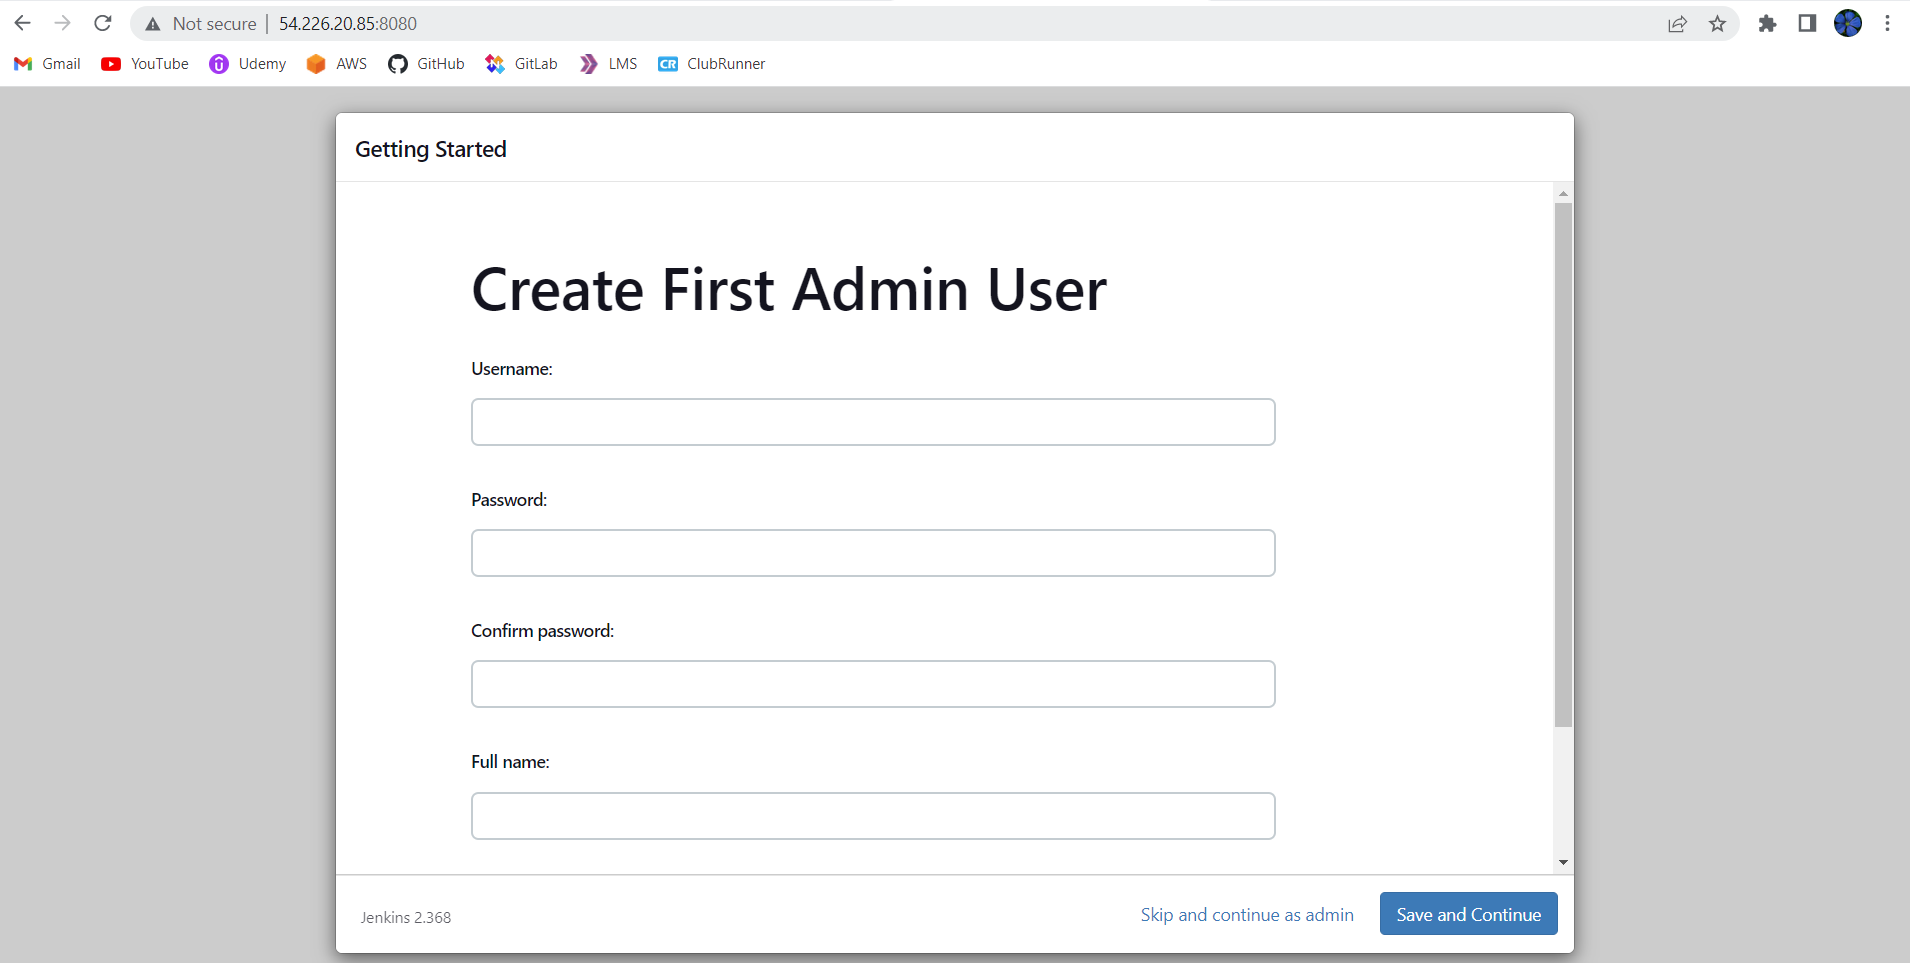 Not secure | 54.226.20.85:8080
Gmail YouTube Udemy AWS GitHub GitLab LMS CR ClubRunner
Getting Started
Create First Admin User
Username:
Password:
Confirm password:
Full name:
Jenkins 2.368 Skip and continue as admin Save and Continue